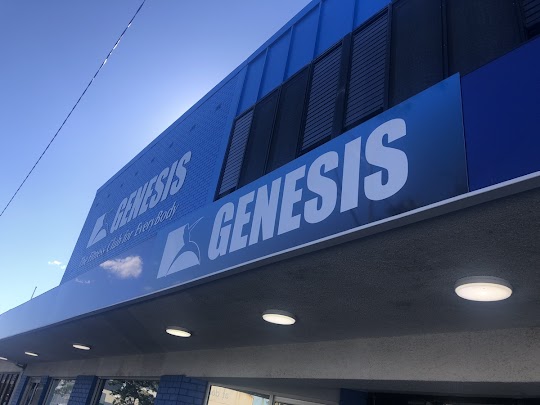 GENESIS
The Fitness Club for EveryBody
GENESIS